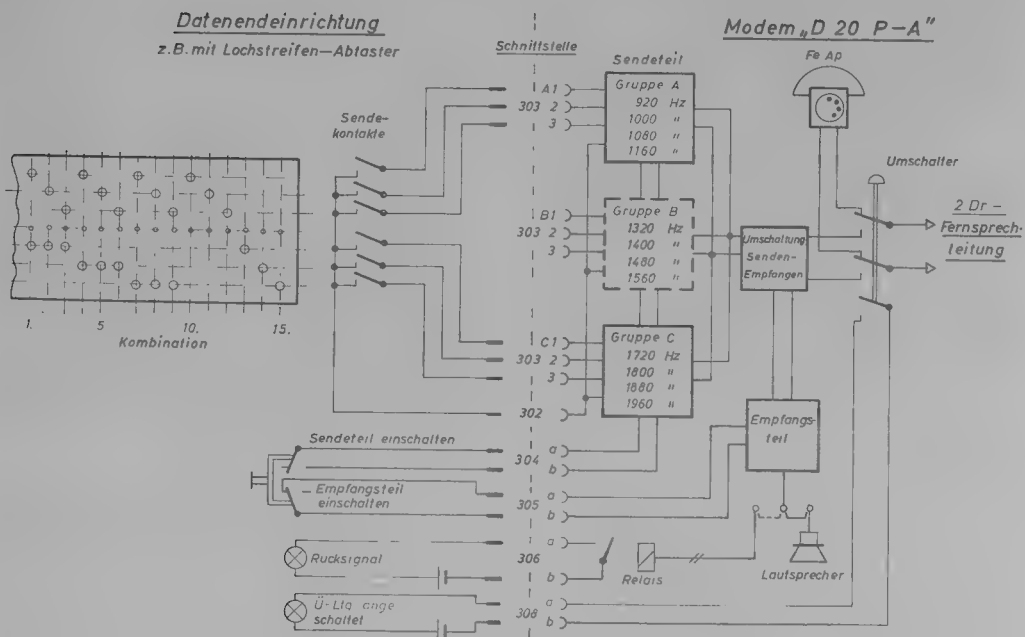 Datenendeinrichtung
z.B. mit Lochstreifen-Abtaster
Schnittstelle
Modem „D 20 P-A"
Sendeteil
Fe Ap
Sende-
kontakte
A1
303 2
3
Gruppe A
920 Hz
1000 "
1080 "
1160 "
Umschalter
B1
303 2
3
Gruppe B
1320 Hz
1400 "
1480 "
1560 "
Umschaltung
Senden-
Empfangen
2 Dr-
Fernsprech-
leitung
1. 5. 10. 15.
Kombination
C1
303 2
3
302
Gruppe C
1720 Hz
1800 "
1880 "
1960 "
Empfangs-
teil
Sendeteil einschalten
304
a
b
Empfangsteil
einschalten
305
a
b
Rucksignal
306
a
b
Relais
Lautsprecher
Ü-Ltg ange
schaltet
308
a
b